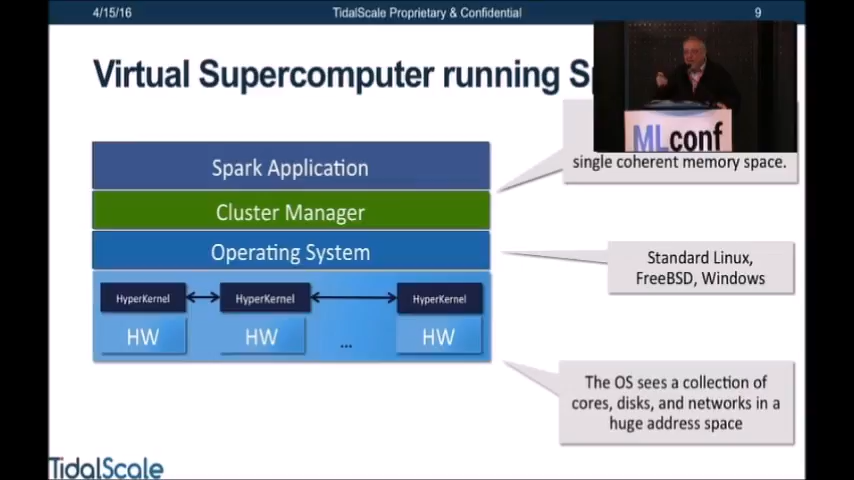 4/15/16
TidalScale Proprietary & Confidential
9
Virtual Supercomputer running
MLconf
single coherent memory space.
Spark Application
Cluster Manager
Operating System
Standard Linux,
FreeBSD, Windows
HyperKernel
HyperKernel
HyperKernel
HW
HW
...
HW
The OS sees a collection of
cores, disks, and networks in a
huge address space
TidalScale